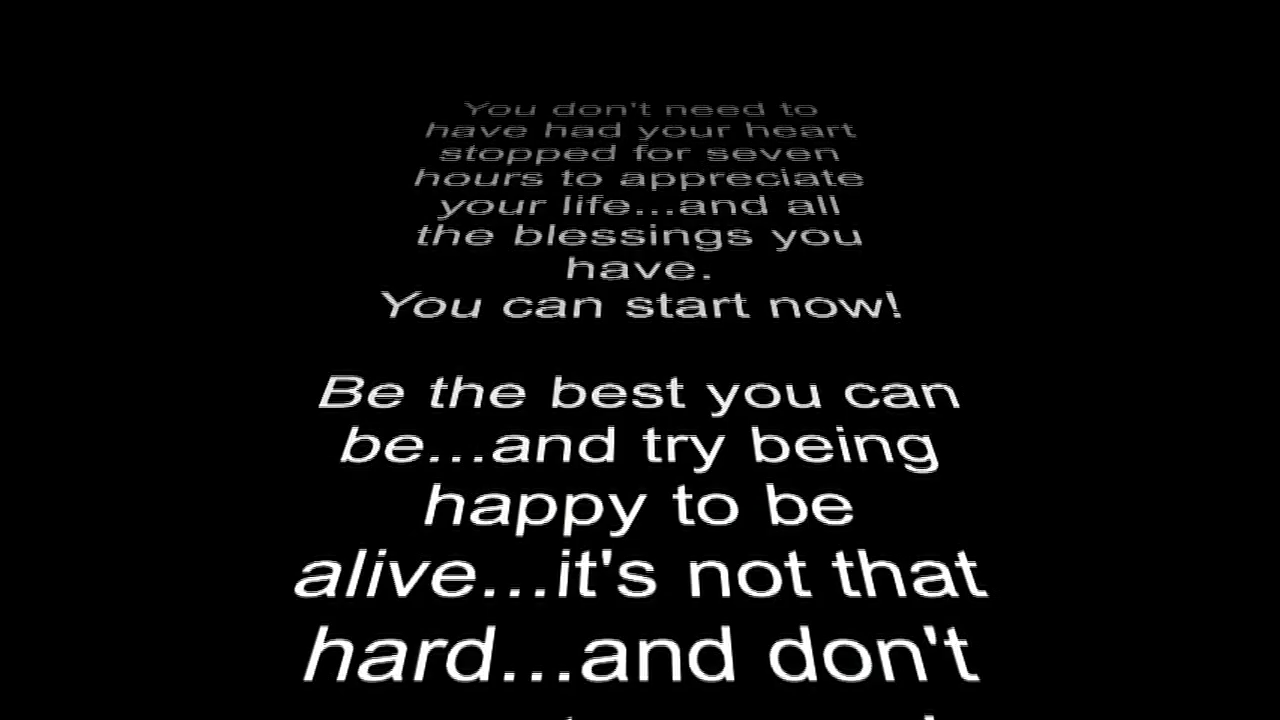 You don't need to
have had your heart
stopped for seven
hours to appreciate
your life...and all
the blessings you
have.
You can start now!
Be the best you can
be...and try being
happy to be
alive...it's not that
hard...and don't